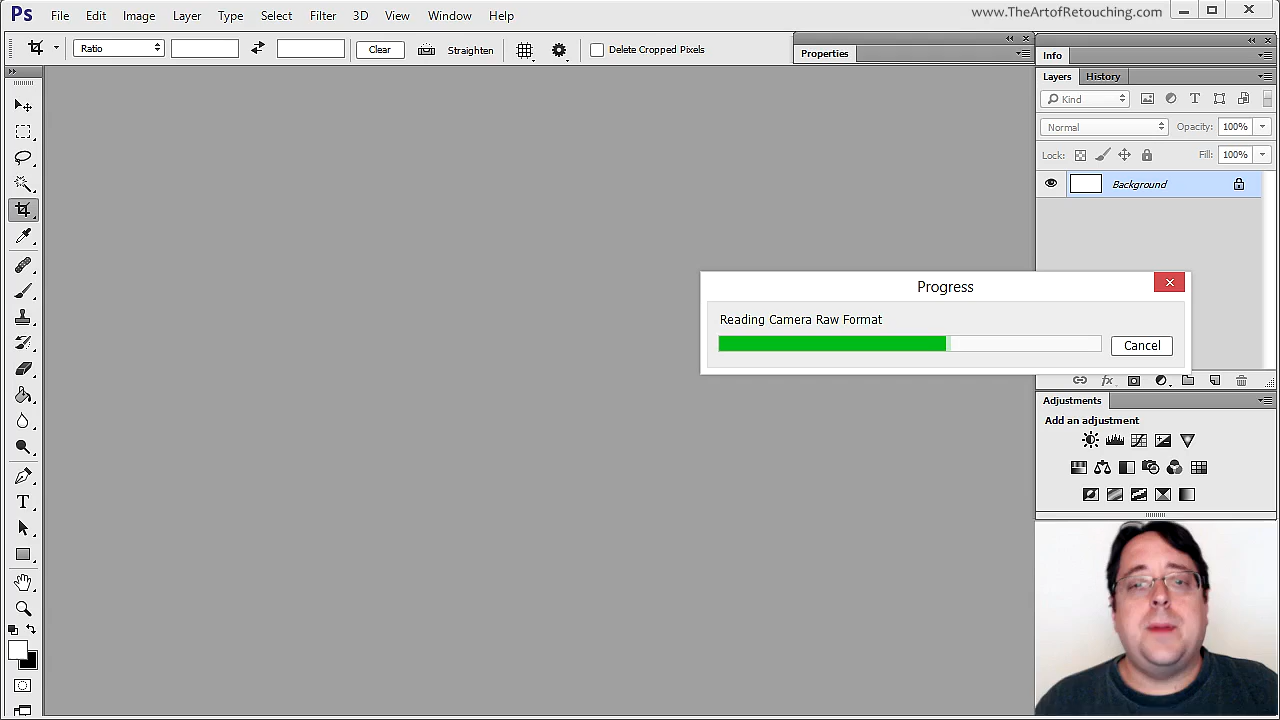 Ps File Edit Image Layer Type Select Filter 3D View Window Help www.TheArtofRetouching.com
Ratio Clear Straighten Delete Cropped Pixels
Properties
Info
Layers History
Kind
Normal Opacity: 100%
Lock: Fill: 100%
Background
Progress
Reading Camera Raw Format
Cancel
fx
Adjustments
Add an adjustment
T